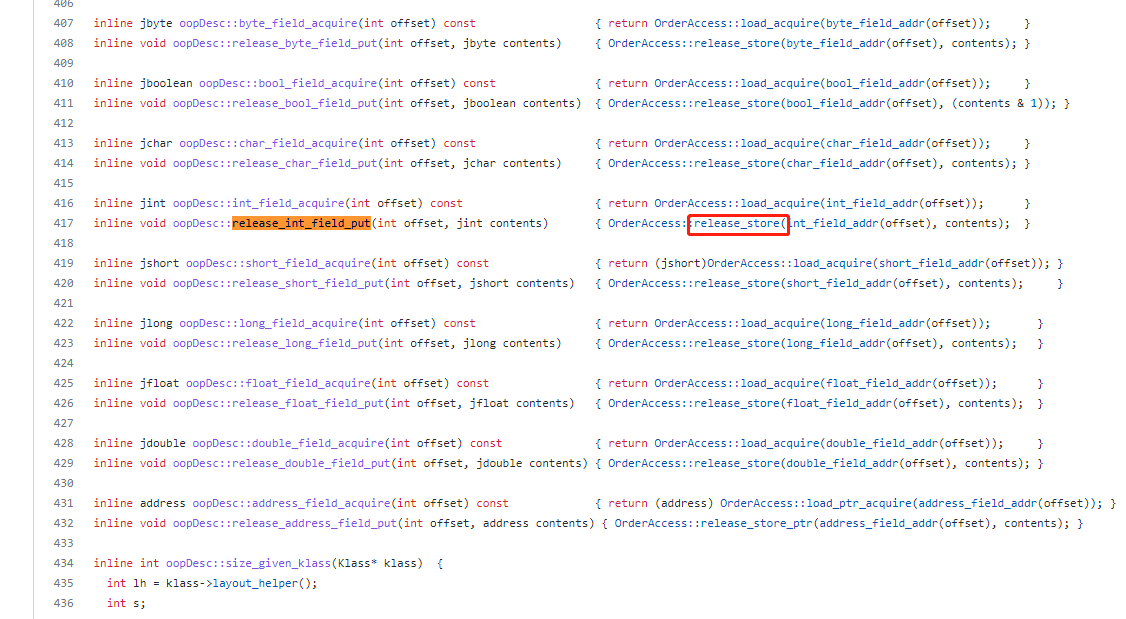 406
407 inline jbyte oopDesc::byte_field_acquire(int offset) const { return OrderAccess::load_acquire(byte_field_addr(offset)); }
408 inline void oopDesc::release_byte_field_put(int offset, jbyte contents) { OrderAccess::release_store(byte_field_addr(offset), contents); }
409
410 inline jboolean oopDesc::bool_field_acquire(int offset) const { return OrderAccess::load_acquire(bool_field_addr(offset)); }
411 inline void oopDesc::release_bool_field_put(int offset, jboolean contents) { OrderAccess::release_store(bool_field_addr(offset), (contents & 1)); }
412
413 inline jchar oopDesc::char_field_acquire(int offset) const { return OrderAccess::load_acquire(char_field_addr(offset)); }
414 inline void oopDesc::release_char_field_put(int offset, jchar contents) { OrderAccess::release_store(char_field_addr(offset), contents); }
415
416 inline jint oopDesc::int_field_acquire(int offset) const { return OrderAccess::load_acquire(int_field_addr(offset)); }
417 inline void oopDesc::release_int_field_put(int offset, jint contents) { OrderAccess::release_store(int_field_addr(offset), contents); }
418
419 inline jshort oopDesc::short_field_acquire(int offset) const { return (jshort)OrderAccess::load_acquire(short_field_addr(offset)); }
420 inline void oopDesc::release_short_field_put(int offset, jshort contents) { OrderAccess::release_store(short_field_addr(offset), contents); }
421
422 inline jlong oopDesc::long_field_acquire(int offset) const { return OrderAccess::load_acquire(long_field_addr(offset)); }
423 inline void oopDesc::release_long_field_put(int offset, jlong contents) { OrderAccess::release_store(long_field_addr(offset), contents); }
424
425 inline jfloat oopDesc::float_field_acquire(int offset) const { return OrderAccess::load_acquire(float_field_addr(offset)); }
426 inline void oopDesc::release_float_field_put(int offset, jfloat contents) { OrderAccess::release_store(float_field_addr(offset), contents); }
427
428 inline jdouble oopDesc::double_field_acquire(int offset) const { return OrderAccess::load_acquire(double_field_addr(offset)); }
429 inline void oopDesc::release_double_field_put(int offset, jdouble contents) { OrderAccess::release_store(double_field_addr(offset), contents); }
430
431 inline address oopDesc::address_field_acquire(int offset) const { return (address) OrderAccess::load_ptr_acquire(address_field_addr(offset)); }
432 inline void oopDesc::release_address_field_put(int offset, address contents) { OrderAccess::release_store_ptr(address_field_addr(offset), contents); }
433
434 inline int oopDesc::size_given_klass(Klass* klass) {
435 int lh = klass->layout_helper();
436 int s;